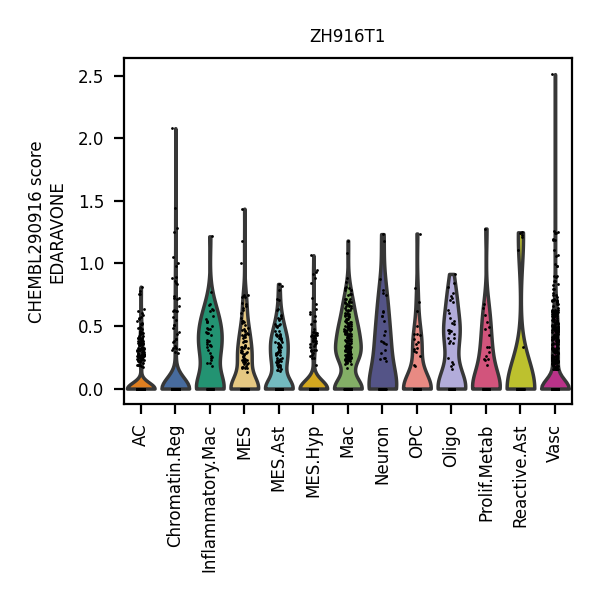 ZH916T1
CHEMBL290916 score
EDARAVONE
2.5
2.0
1.5
1.0
0.5
0.0
AC
Chromatin.Reg
Inflammatory.Mac
MES
MES.Ast
MES.Hyp
Mac
Neuron
OPC
Oligo
Prolif.Metab
Reactive.Ast
Vasc